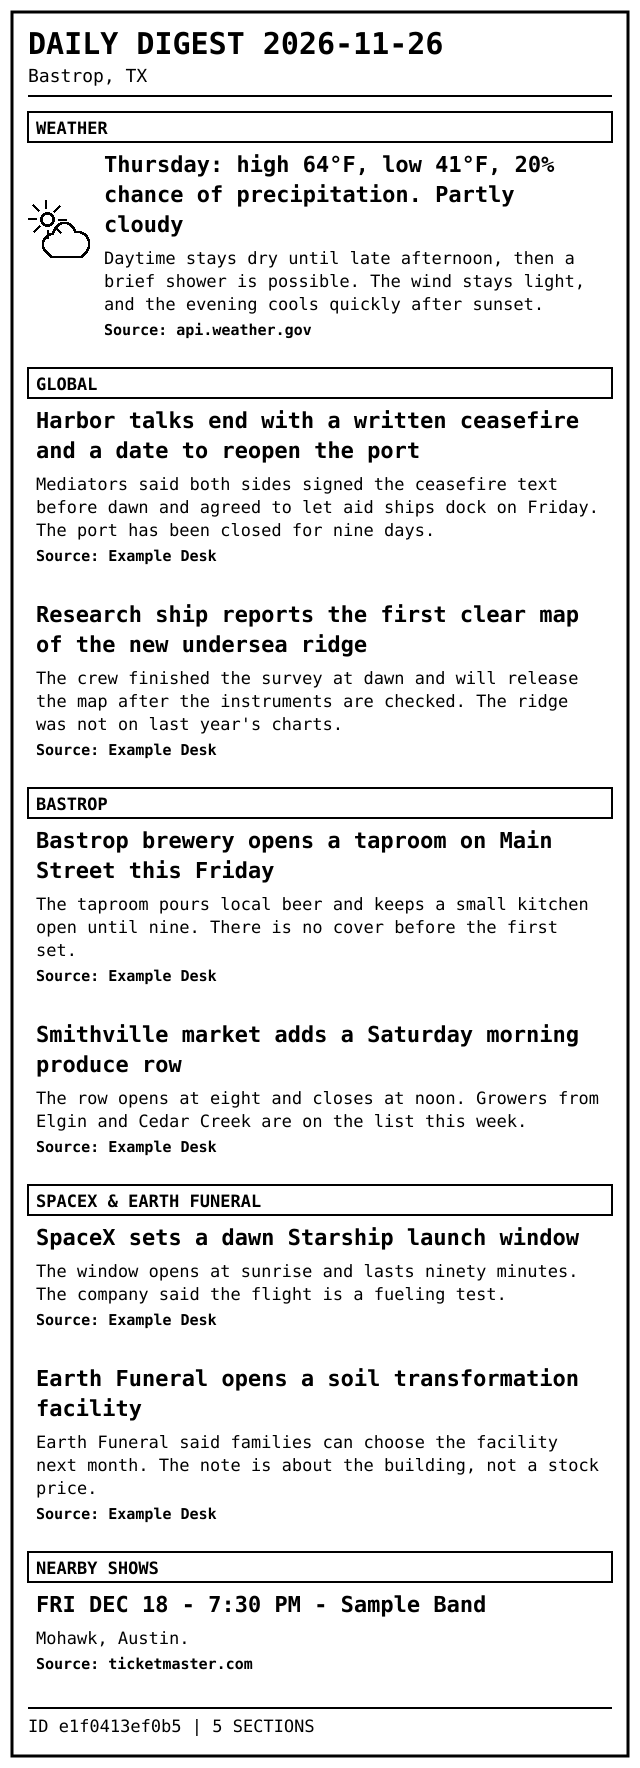 DAILY DIGEST 2026-11-26
Bastrop, TX
WEATHER
Thursday: high 64°F, low 41°F, 20%
chance of precipitation. Partly
cloudy
Daytime stays dry until late afternoon, then a
brief shower is possible. The wind stays light,
and the evening cools quickly after sunset.
Source: api.weather.gov
GLOBAL
Harbor talks end with a written ceasefire
and a date to reopen the port
Mediators said both sides signed the ceasefire text
before dawn and agreed to let aid ships dock on Friday.
The port has been closed for nine days.
Source: Example Desk
Research ship reports the first clear map
of the new undersea ridge
The crew finished the survey at dawn and will release
the map after the instruments are checked. The ridge
was not on last year's charts.
Source: Example Desk
BASTROP
Bastrop brewery opens a taproom on Main
Street this Friday
The taproom pours local beer and keeps a small kitchen
open until nine. There is no cover before the first
set.
Source: Example Desk
Smithville market adds a Saturday morning
produce row
The row opens at eight and closes at noon. Growers from
Elgin and Cedar Creek are on the list this week.
Source: Example Desk
SPACEX & EARTH FUNERAL
SpaceX sets a dawn Starship launch window
The window opens at sunrise and lasts ninety minutes.
The company said the flight is a fueling test.
Source: Example Desk
Earth Funeral opens a soil transformation
facility
Earth Funeral said families can choose the facility
next month. The note is about the building, not a stock
price.
Source: Example Desk
NEARBY SHOWS
FRI DEC 18 - 7:30 PM - Sample Band
Mohawk, Austin.
Source: ticketmaster.com
ID e1f0413ef0b5 | 5 SECTIONS